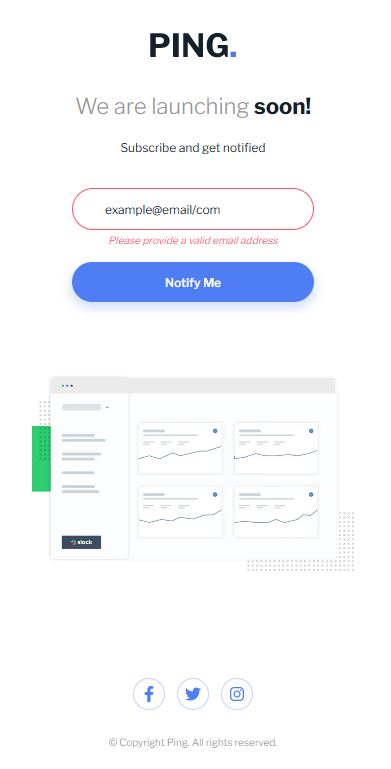 PING.
We are launching soon!
Subscribe and get notified
example@email/com
Please provide a valid email address
Notify Me
slack
© Copyright Ping. All rights reserved.